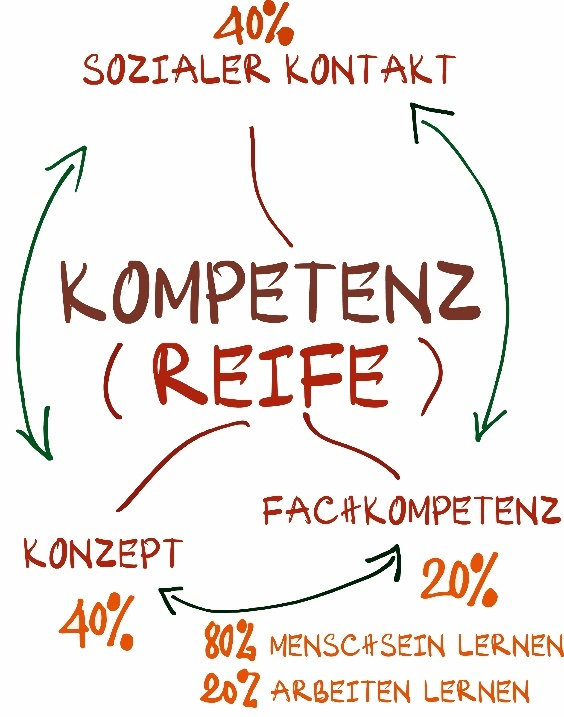 40%
SOZIALER KONTAKT
KOMPETENZ
(REIFE)
FACHKOMPETENZ
20%
KONZEPT
40%
80% MENSCHSEIN LERNEN
20% ARBEITEN LERNEN